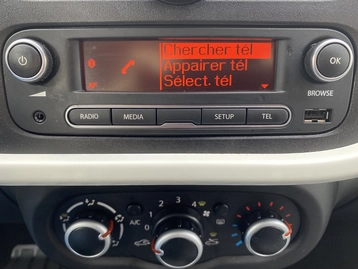 Chercher tel
Appairer tél
Sélect. tél
OK
BROWSE
RADIO MEDIA SETUP TEL
A/C 0 1 2 3 4